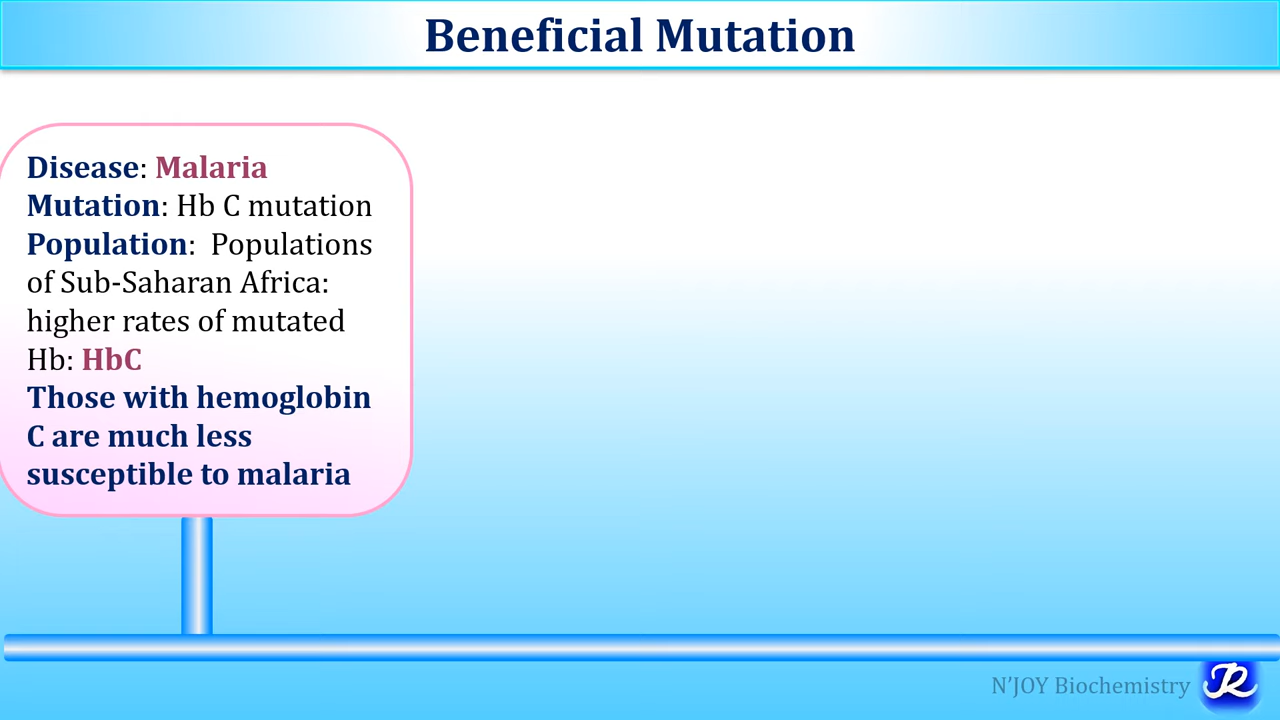 Beneficial Mutation
Disease: Malaria
Mutation: Hb C mutation
Population: Populations
of Sub-Saharan Africa:
higher rates of mutated
Hb: HbC
Those with hemoglobin
C are much less
susceptible to malaria
N'JOY Biochemistry
JR